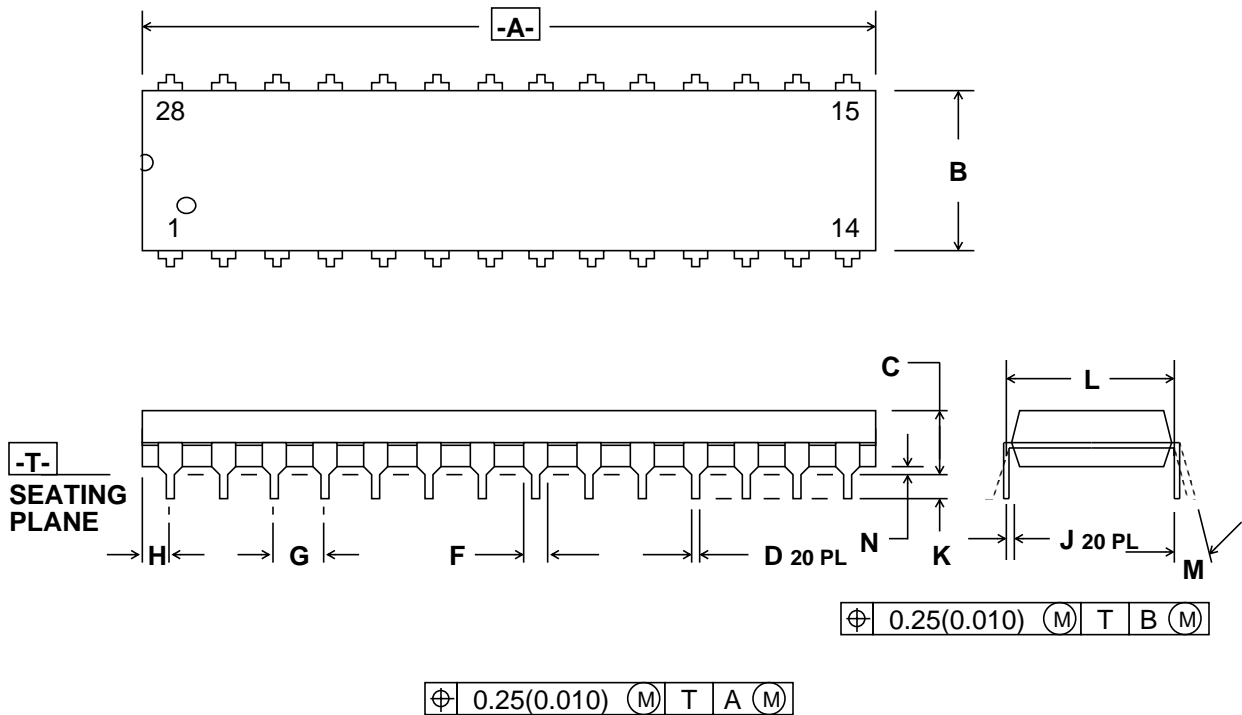 -A-
28
15
B
1
14
C
L
-T-
SEATING
PLANE
H
G
F
D 20 PL
N
K
J 20 PL
M
⌖ 0.25(0.010) Ⓜ T B Ⓜ
⌖ 0.25(0.010) Ⓜ T A Ⓜ